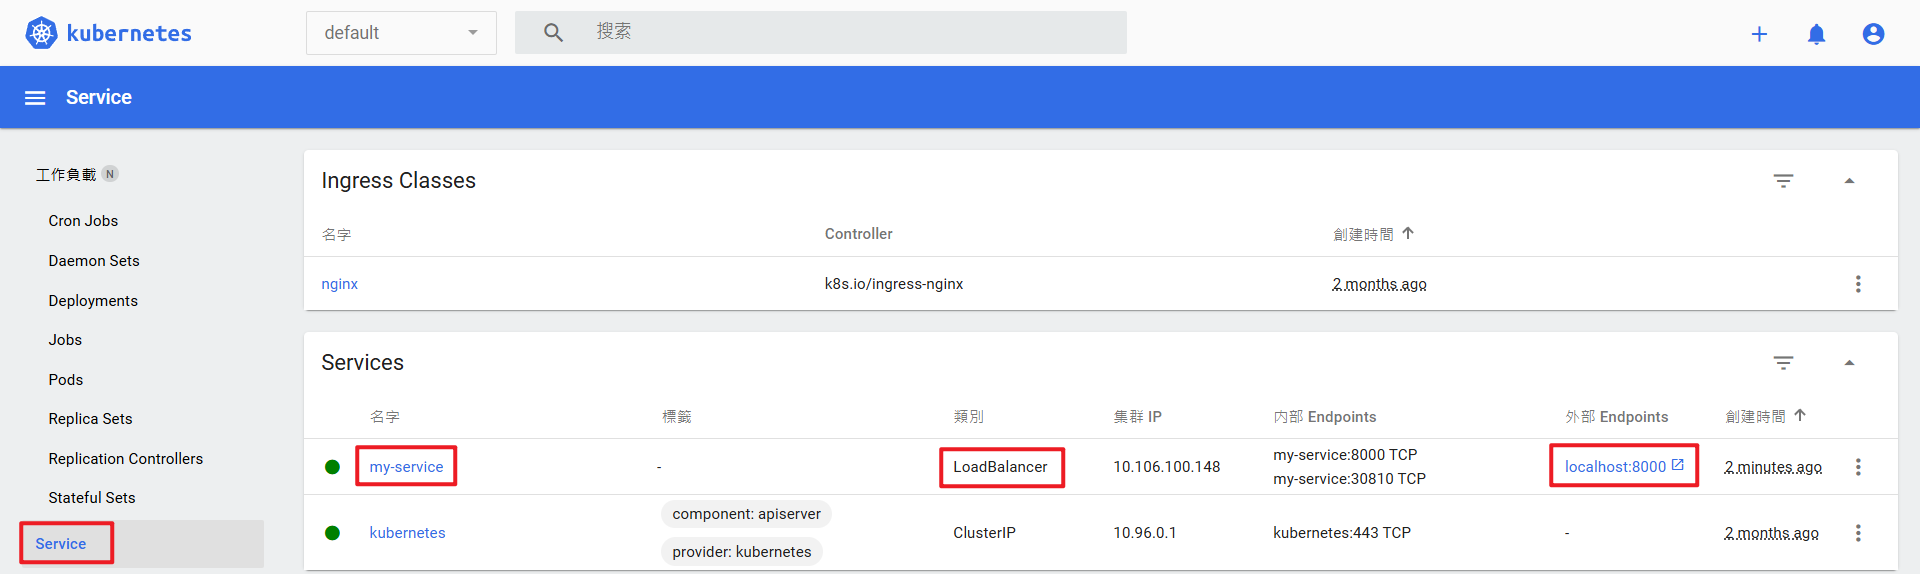 kubernetes
default
搜索
Service
工作負載 N
Cron Jobs
Daemon Sets
Deployments
Jobs
Pods
Replica Sets
Replication Controllers
Stateful Sets
Service
Ingress Classes
名字 Controller 創建時間
nginx k8s.io/ingress-nginx 2 months ago
Services
名字 標籤 類別 集群 IP 内部 Endpoints 外部 Endpoints 創建時間
my-service - LoadBalancer 10.106.100.148 my-service:8000 TCP localhost:8000 2 minutes ago
my-service:30810 TCP
kubernetes component: apiserver ClusterIP 10.96.0.1 kubernetes:443 TCP - 2 months ago
provider: kubernetes